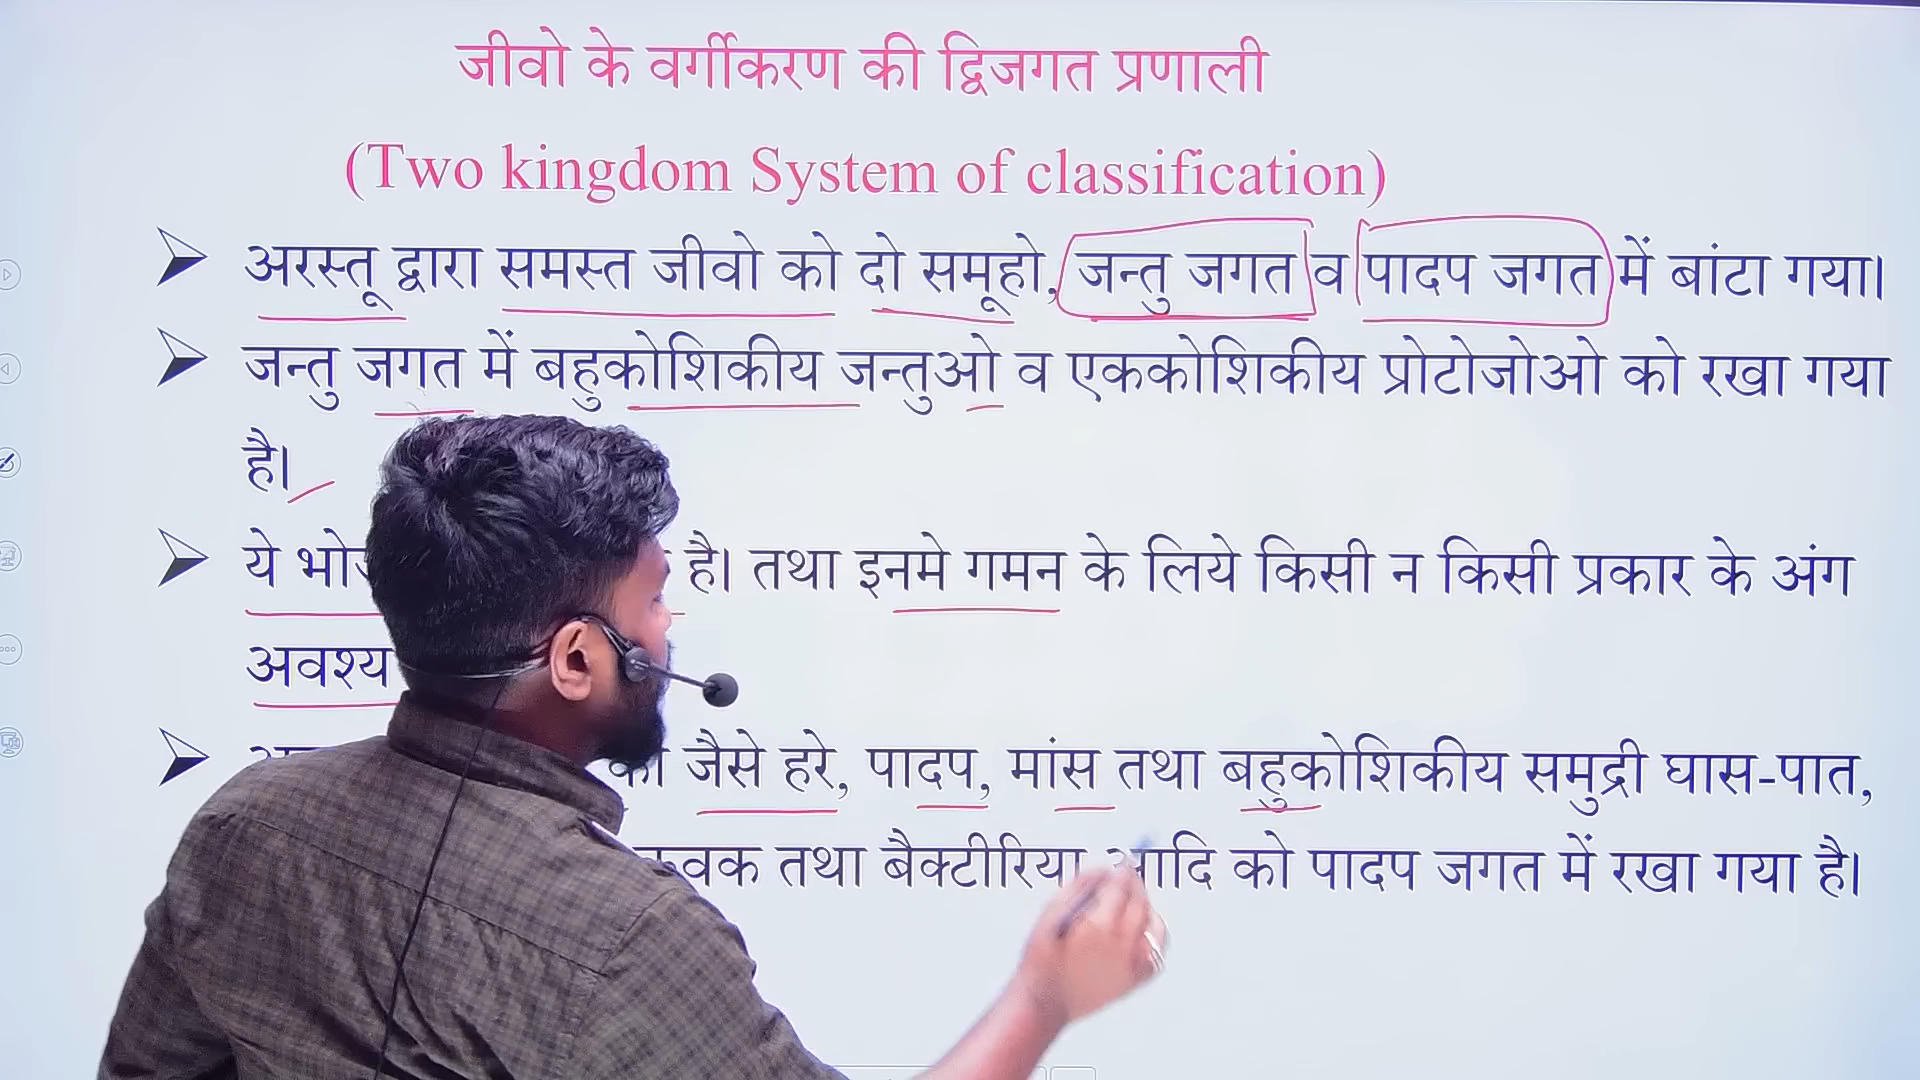 जीवो के वर्गीकरण की द्विजगत प्रणाली
(Two kingdom System of classification)
अरस्तू द्वारा समस्त जीवो को दो समूहो, जन्तु जगत व पादप जगत में बांटा गया।
जन्तु जगत में बहुकोशिकीय जन्तुओ व एककोशिकीय प्रोटोजोओ को रखा गया
है।
ये है। तथा इनमे गमन के लिये किसी न किसी प्रकार के अंग
अवश्य
जैसे हरे, पादप, मांस तथा बहुकोशिकीय समुद्री घास-पात,
कवक तथा बैक्टीरिया आदि को पादप जगत में रखा गया है।